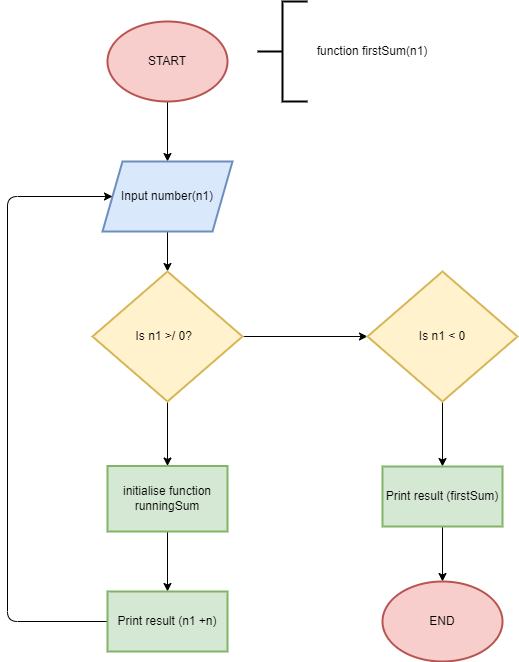 START
function firstSum(n1)
Input number(n1)
Is n1 >/ 0?
Is n1 < 0
initialise function
runningSum
Print result (firstSum)
Print result (n1 +n)
END